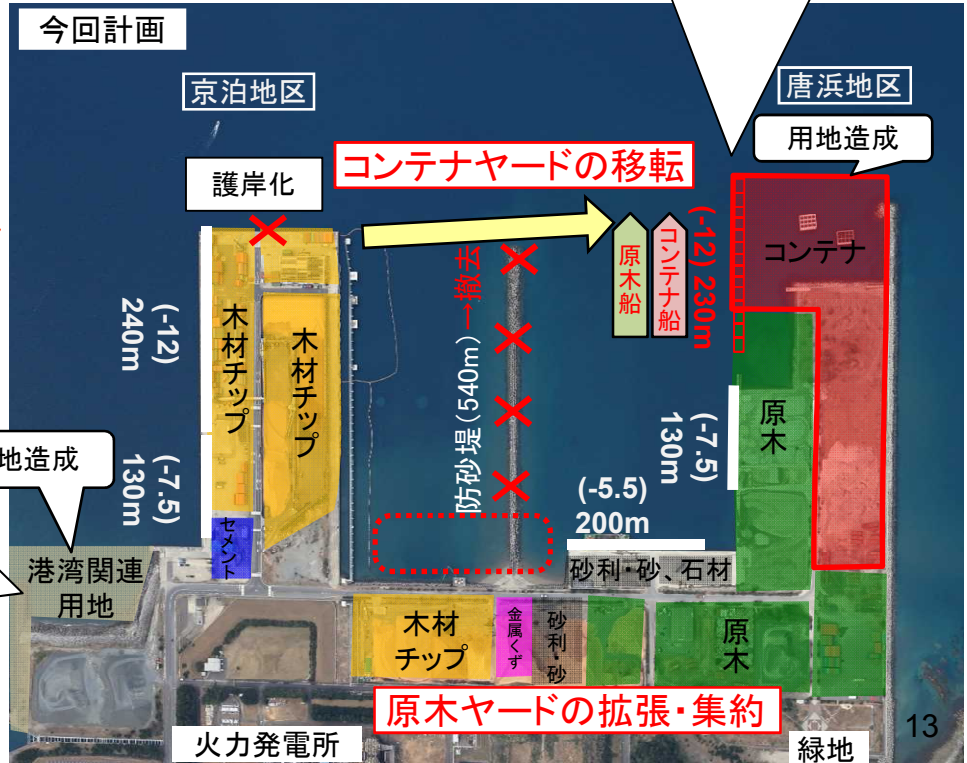 今回計画
京泊地区
唐浜地区
用地造成
護岸化
コンテナヤードの移転
コンテナ
原木船
コンテナ船
(-12) 230m
防砂堤(540m)→撤去
木材チップ
木材チップ
(-12)
240m
原木
(-7.5)
130m
地造成
(-7.5)
130m
(-5.5)
200m
セメント
港湾関連
用地
砂利・砂、石材
木材
チップ
金属くず
砂利・砂
原木
原木ヤードの拡張・集約
火力発電所
緑地
13